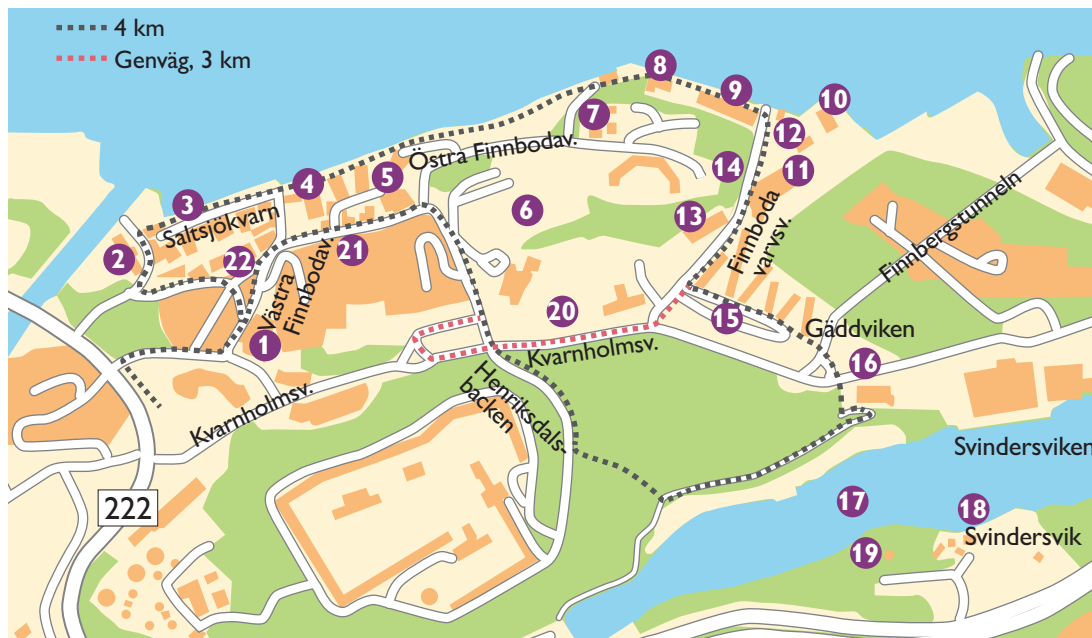 4 km
Genväg, 3 km
8
9
10
7
12
Östra Finnbodav.
14
11
4
5
3
Saltsjökvarn
6
13
Finnboda
varvsv.
Finnbergstunneln
2
22
21
Västra
Finnbodav.
1
20
15
Gäddviken
Kvarnholmsv.
16
Kvarnholmsv.
Henriksdals-
backen
Svindersviken
222
17
18
Svindersvik
19